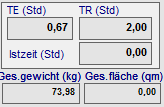 TE (Std) TR (Std)
0,67 2,00
Istzeit (Std) 0,00
Ges.gewicht (kg) Ges.fläche (qm)
73,98 0,00